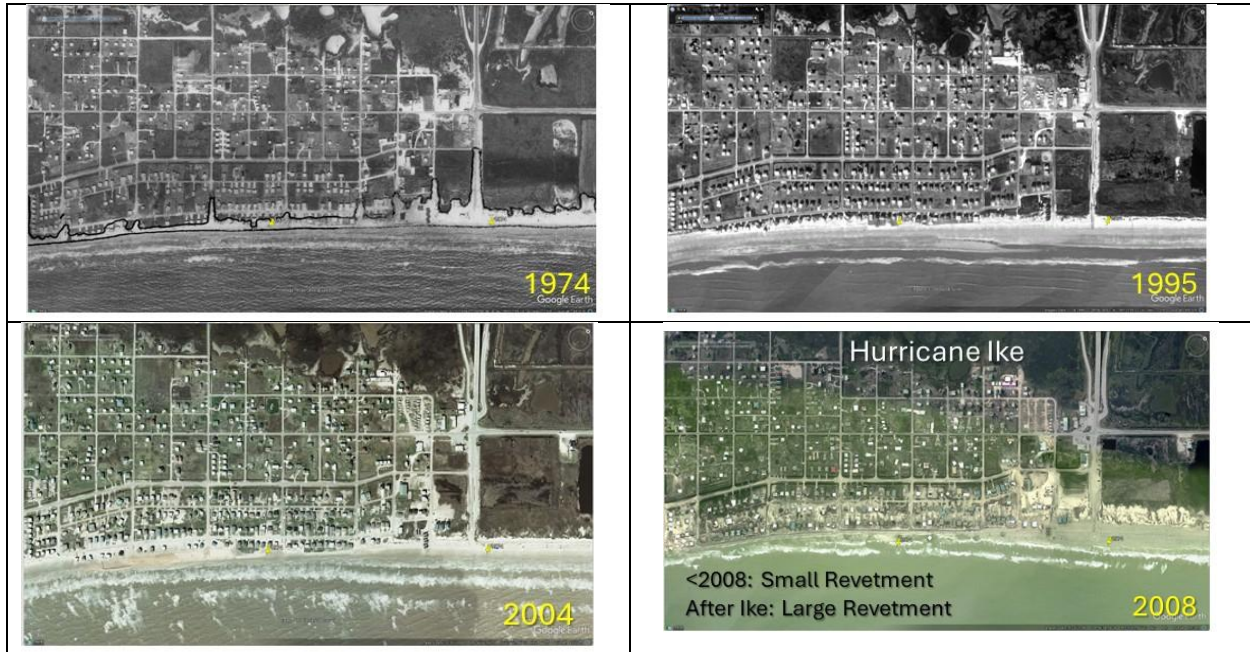 1974
Google Earth
1995
Google Earth
2004
Google Earth
Hurricane Ike
<2008: Small Revetment
After Ike: Large Revetment
2008